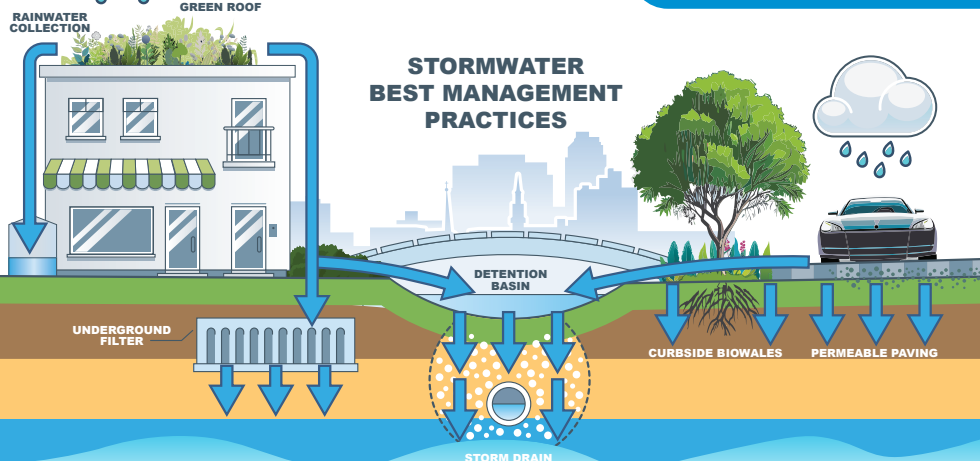 GREEN ROOF
RAINWATER
COLLECTION
STORMWATER
BEST MANAGEMENT
PRACTICES
DETENTION
BASIN
UNDERGROUND
FILTER
CURBSIDE BIOWALES
PERMEABLE PAVING
STORM DRAIN